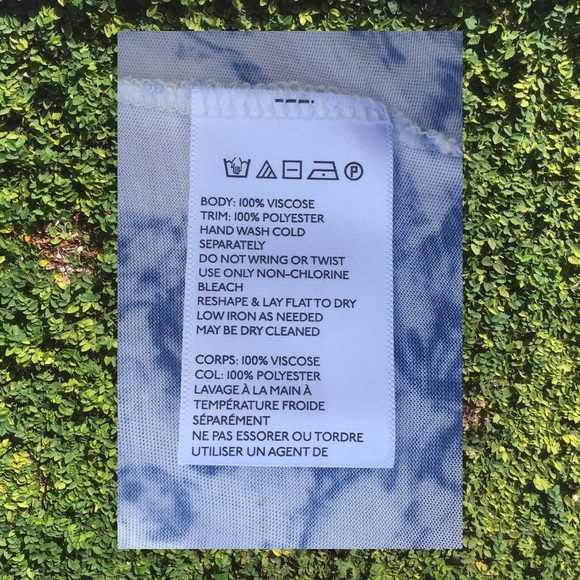 P
BODY: 100% VISCOSE
TRIM: 100% POLYESTER
HAND WASH COLD
SEPARATELY
DO NOT WRING OR TWIST
USE ONLY NON-CHLORINE
BLEACH
RESHAPE & LAY FLAT TO DRY
LOW IRON AS NEEDED
MAY BE DRY CLEANED
CORPS: 100% VISCOSE
COL: 100% POLYESTER
LAVAGE À LA MAIN À
TEMPÉRATURE FROIDE
SÉPARÉMENT
NE PAS ESSORER OU TORDRE
UTILISER UN AGENT DE